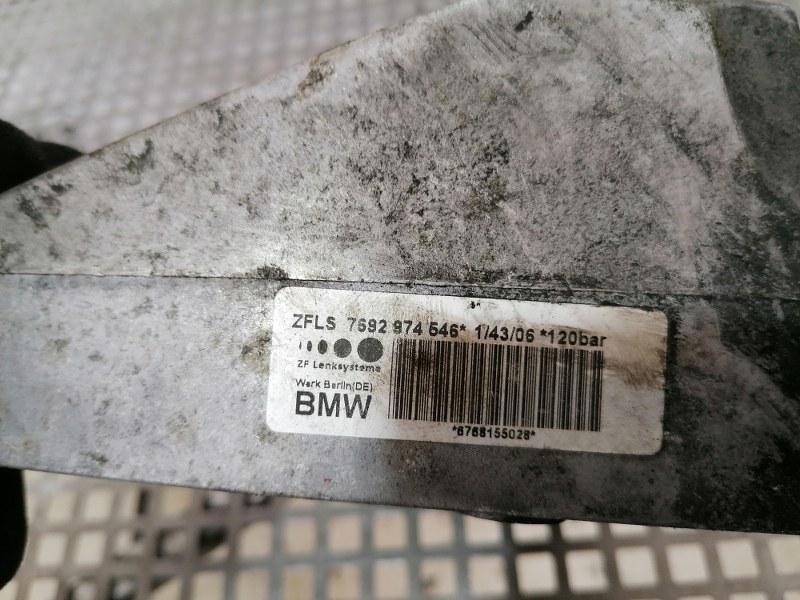 ZFLS 7692 974 546* 1/43/06 *120bar
ZF Lenksysteme
Werk Berlin(DE)
BMW
*6768155028*